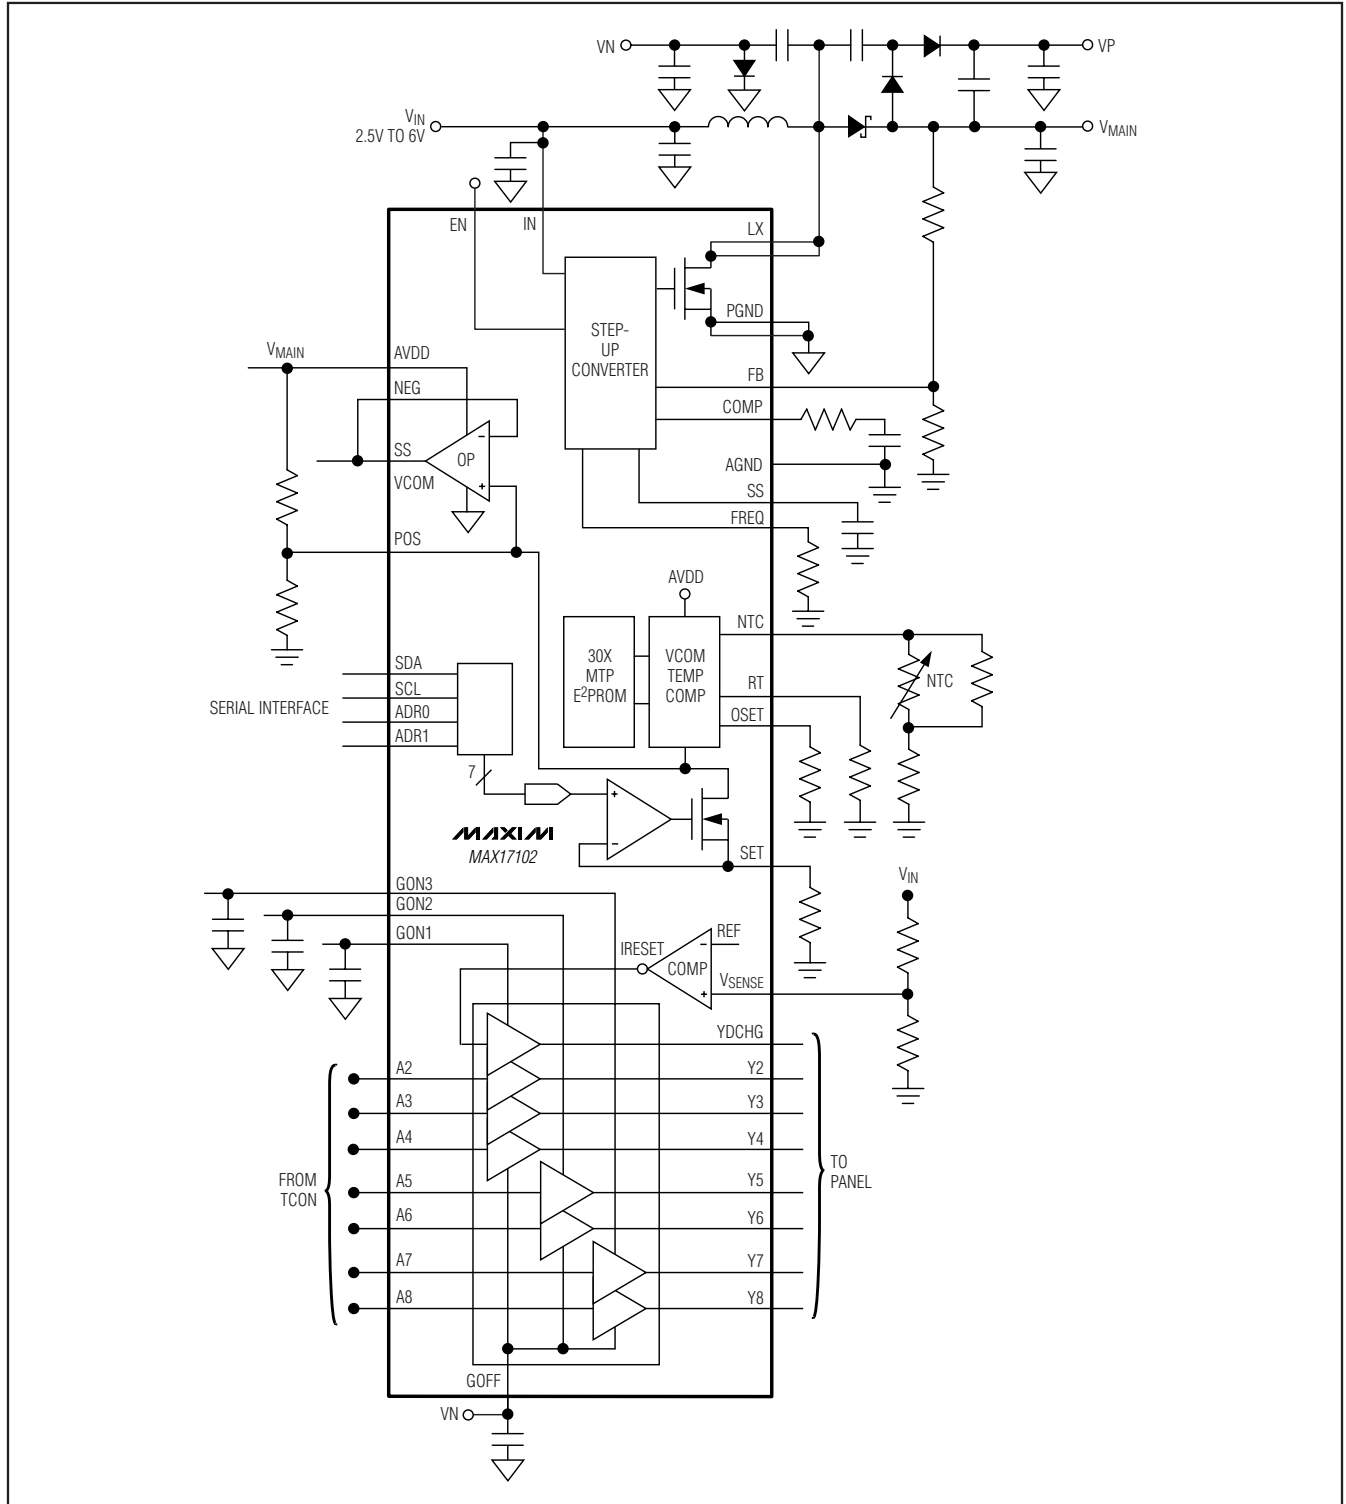 VN
VP
VIN
2.5V TO 6V
VMAIN
EN
IN
LX
PGND
STEP-
UP
CONVERTER
VMAIN
AVDD
FB
NEG
COMP
SS
OP
-
+
AGND
VCOM
SS
FREQ
POS
AVDD
NTC
30X
MTP
E2PROM
VCOM
TEMP
COMP
SDA
RT
NTC
SCL
SERIAL INTERFACE
OSET
ADR0
ADR1
7
+
-
MAXIM
MAX17102
SET
VIN
GON3
GON2
GON1
REF
IRESET
-
COMP
+
VSENSE
YDCHG
A2
Y2
A3
Y3
A4
Y4
FROM
TCON
TO
PANEL
A5
Y5
A6
Y6
A7
Y7
A8
Y8
GOFF
VN